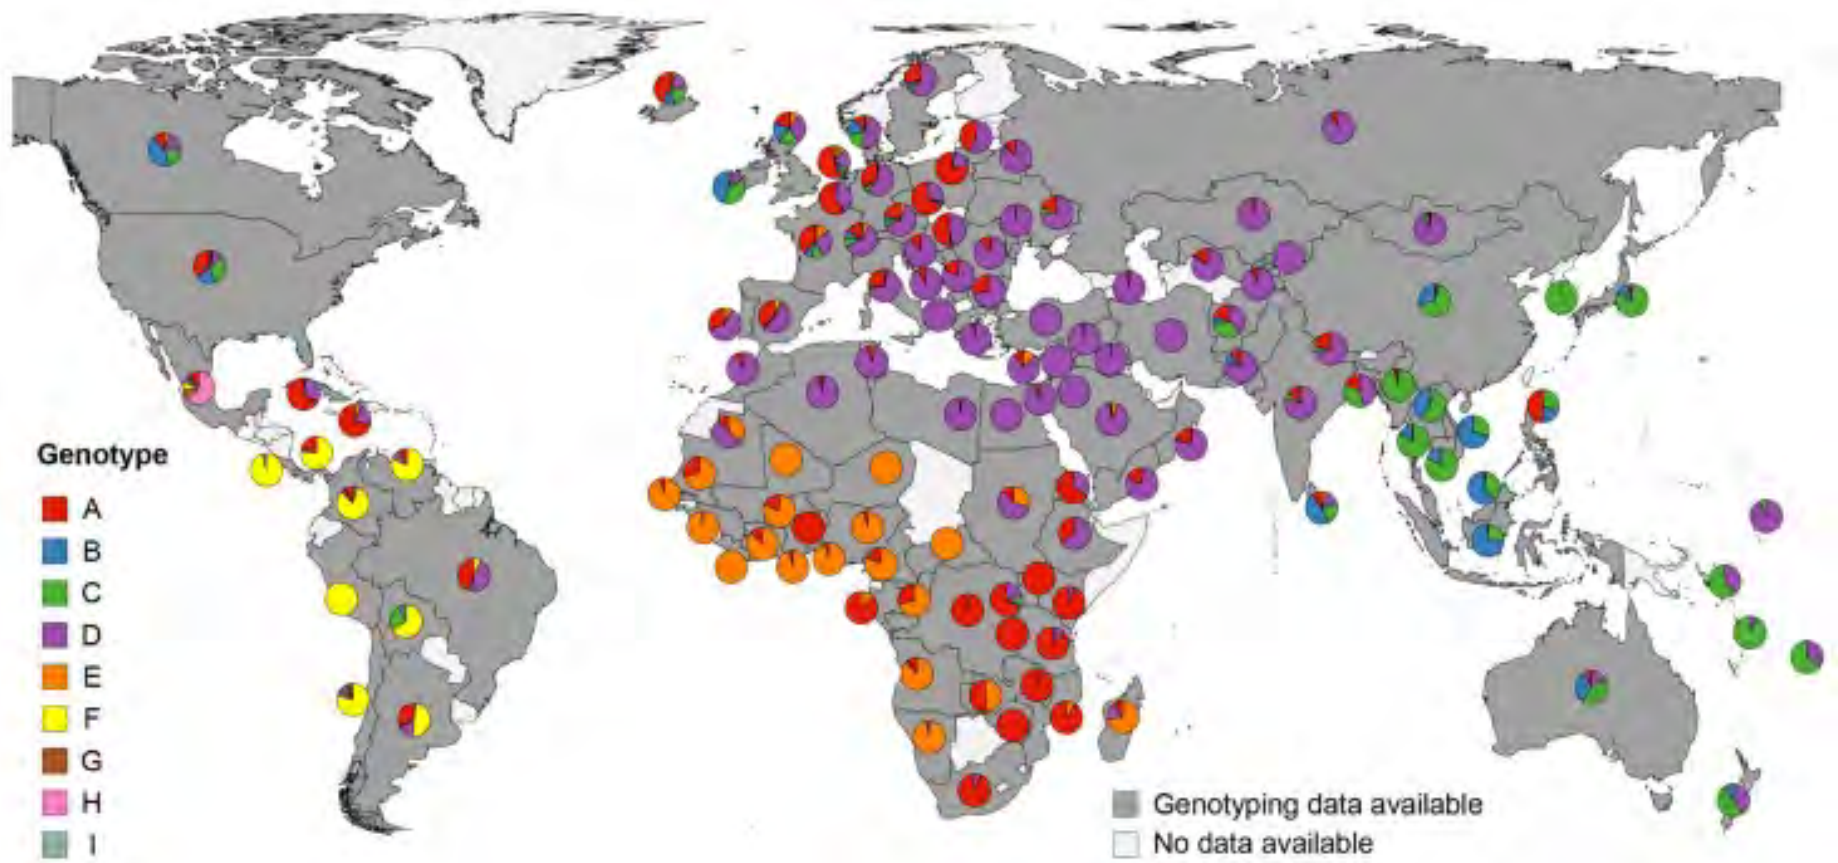 Genotype
A
B
C
D
E
F
G
H
I
Genotyping data available
No data available